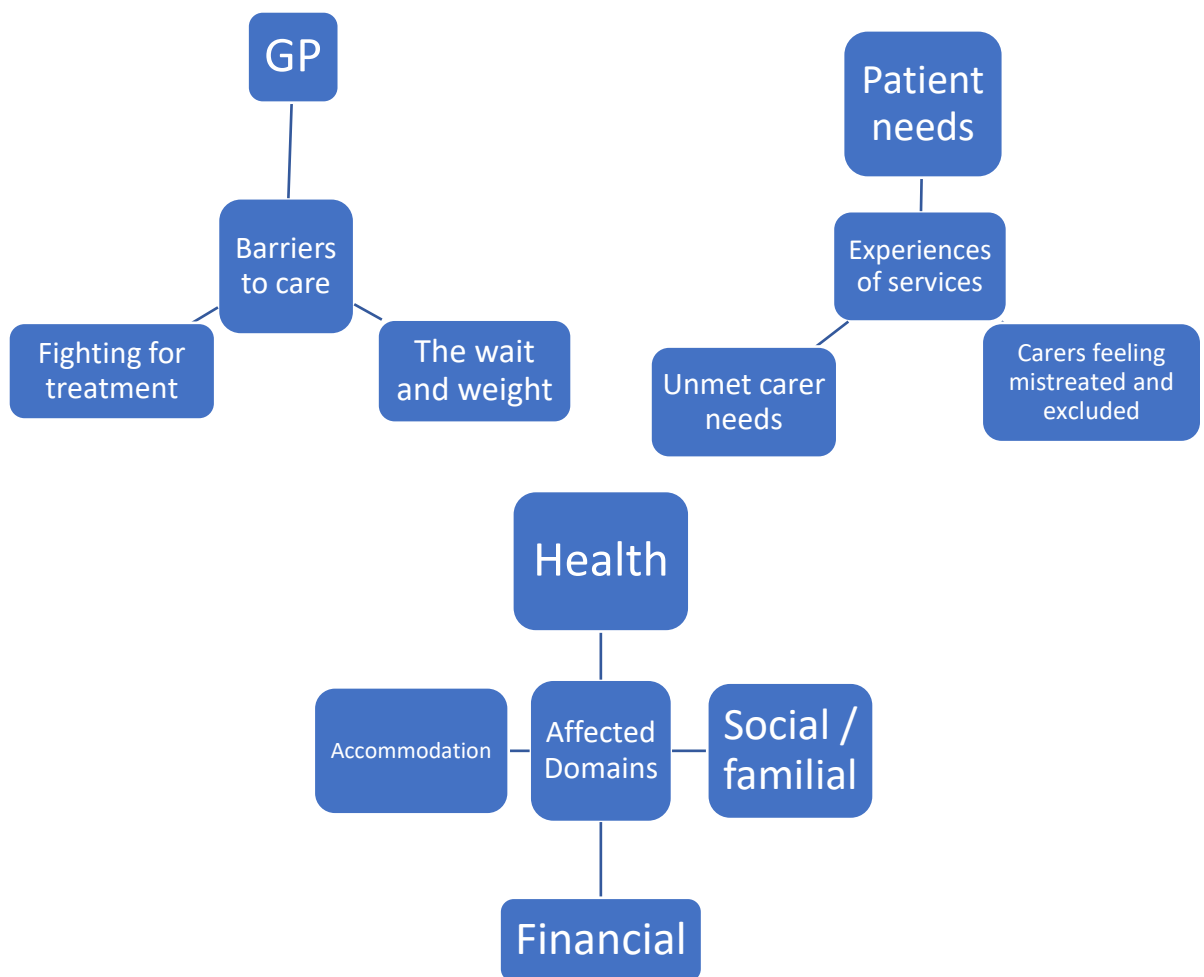 GP
Barriers
to care
Fighting for
treatment
The wait
and weight
Patient
needs
Experiences
of services
Unmet carer
needs
Carers feeling
mistreated and
excluded
Health
Accommodation
Affected
Domains
Social /
familial
Financial